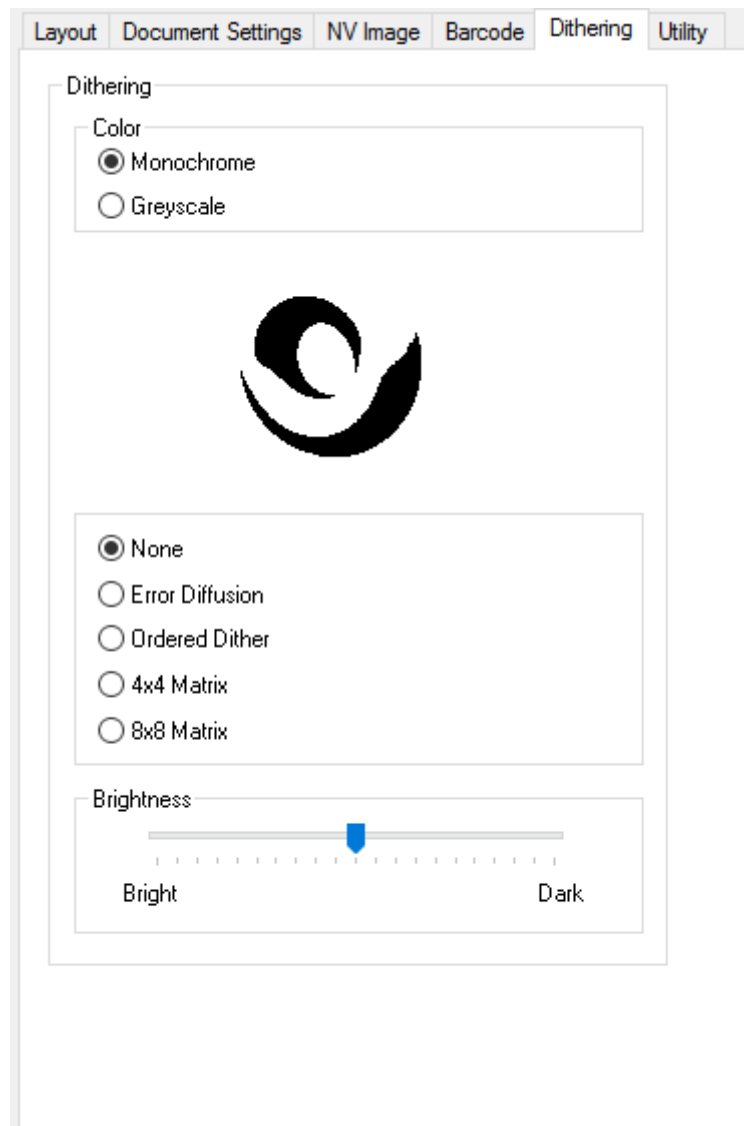 Layout Document Settings NV Image Barcode Dithering Utility
Dithering
Color
Monochrome
Greyscale
None
Error Diffusion
Ordered Dither
4x4 Matrix
8x8 Matrix
Brightness
Bright Dark